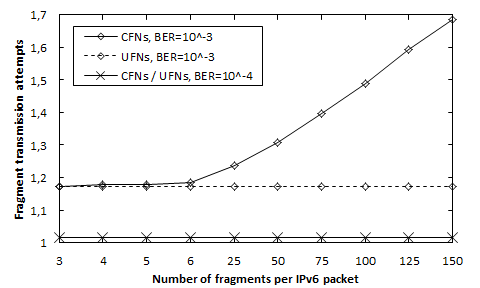 1,7
1,6
1,5
1,4
1,3
1,2
1,1
1
Fragment transmission attempts
CFNs, BER=10^-3
UFNs, BER=10^-3
CFNs / UFNs, BER=10^-4
3 4 5 6 25 50 75 100 125 150
Number of fragments per IPv6 packet